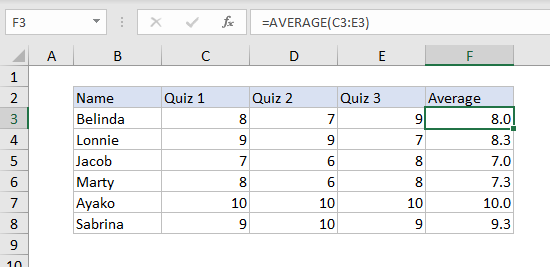 F3 fx =AVERAGE(C3:E3)
A B C D E F
1
2 Name Quiz 1 Quiz 2 Quiz 3 Average
3 Belinda 8 7 9 8.0
4 Lonnie 9 9 7 8.3
5 Jacob 7 6 8 7.0
6 Marty 8 6 8 7.3
7 Ayako 10 10 10 10.0
8 Sabrina 9 10 9 9.3
9
10